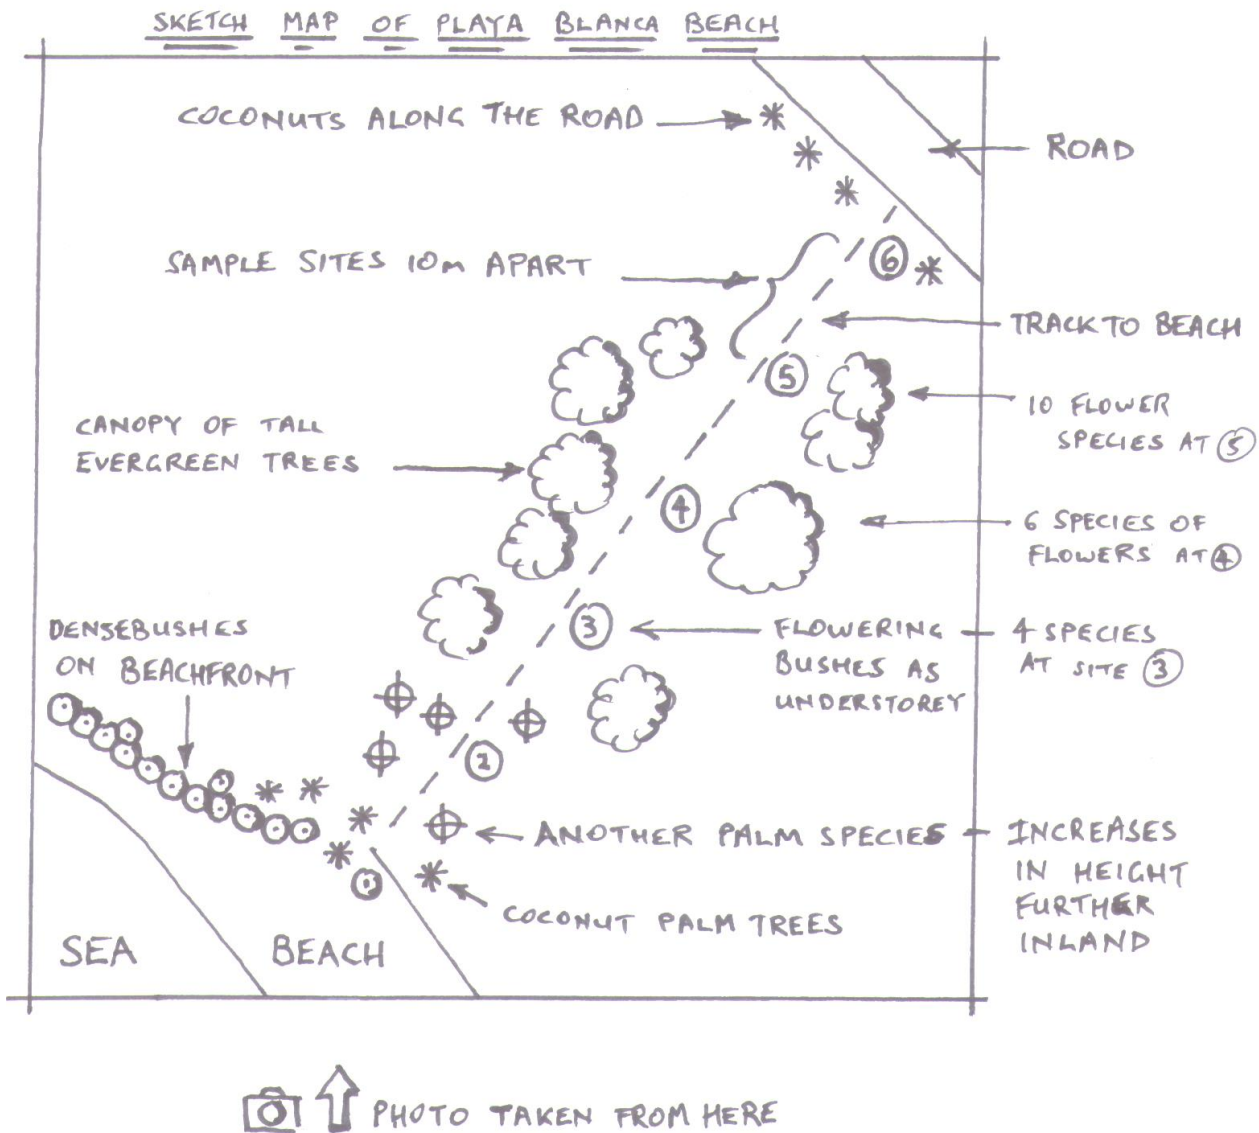 SKETCH MAP OF PLAYA BLANCA BEACH
COCONUTS ALONG THE ROAD
ROAD
SAMPLE SITES 10m APART
6
TRACK TO BEACH
5
10 FLOWER
SPECIES AT 5
CANOPY OF TALL
EVERGREEN TREES
4
6 SPECIES OF
FLOWERS AT 4
DENSE BUSHES
ON BEACHFRONT
3
FLOWERING
BUSHES AS
UNDERSTOREY
4 SPECIES
AT SITE 3
2
ANOTHER PALM SPECIES
INCREASES
IN HEIGHT
FURTHER
INLAND
COCONUT PALM TREES
SEA
BEACH
PHOTO TAKEN FROM HERE